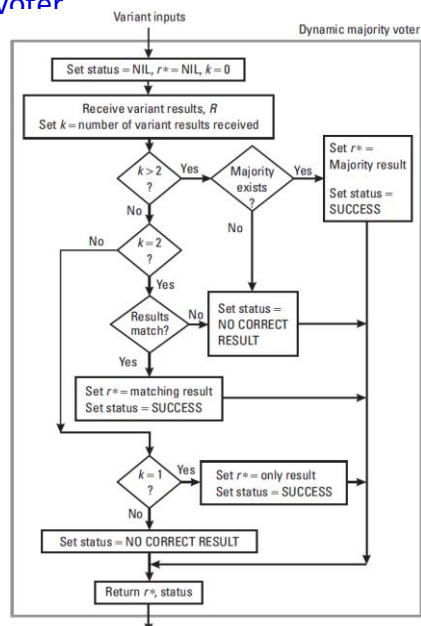 voter
Variant inputs
Dynamic majority voter
Set status = NIL, r* = NIL, k = 0
Receive variant results, R
Set k = number of variant results received
k > 2
?
Yes
No
Majority
exists
?
Yes
No
Set r* =
Majority result
Set status =
SUCCESS
No
k = 2
?
Yes
Results
match?
No
Yes
Set status =
NO CORRECT
RESULT
Set r* = matching result
Set status = SUCCESS
k = 1
?
Yes
No
Set r* = only result
Set status = SUCCESS
Set status = NO CORRECT RESULT
Return r*, status